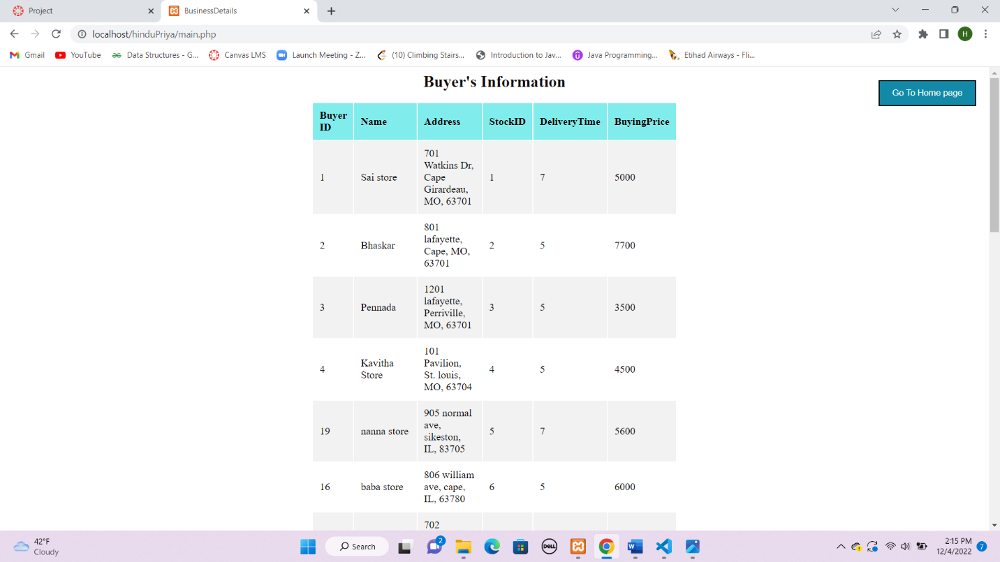 Project
BusinessDetails
localhost/hinduPriya/main.php
H
Gmail
YouTube
Data Structures - G...
Canvas LMS
Launch Meeting - Z...
(10) Climbing Stairs...
Introduction to Jav...
Java Programming...
Etihad Airways - Fli...
Buyer's Information
Go To Home page
Buyer
ID
Name
Address
StockID
DeliveryTime
BuyingPrice
1
Sai store
701
Watkins Dr,
Cape
Girardeau,
MO, 63701
1
7
5000
2
Bhaskar
801
lafayette,
Cape, MO,
63701
2
5
7700
3
Pennada
1201
lafayette,
Perriville,
MO, 63701
3
5
3500
4
Kavitha
Store
101
Pavilion,
St. louis,
MO, 63704
4
5
4500
19
nanna store
905 normal
ave,
sikeston,
IL, 83705
5
7
5600
16
baba store
806 william
ave, cape,
IL, 63780
6
5
6000
702
42°F
Cloudy
Search
2
DELL
W
2:15 PM
12/4/2022
7